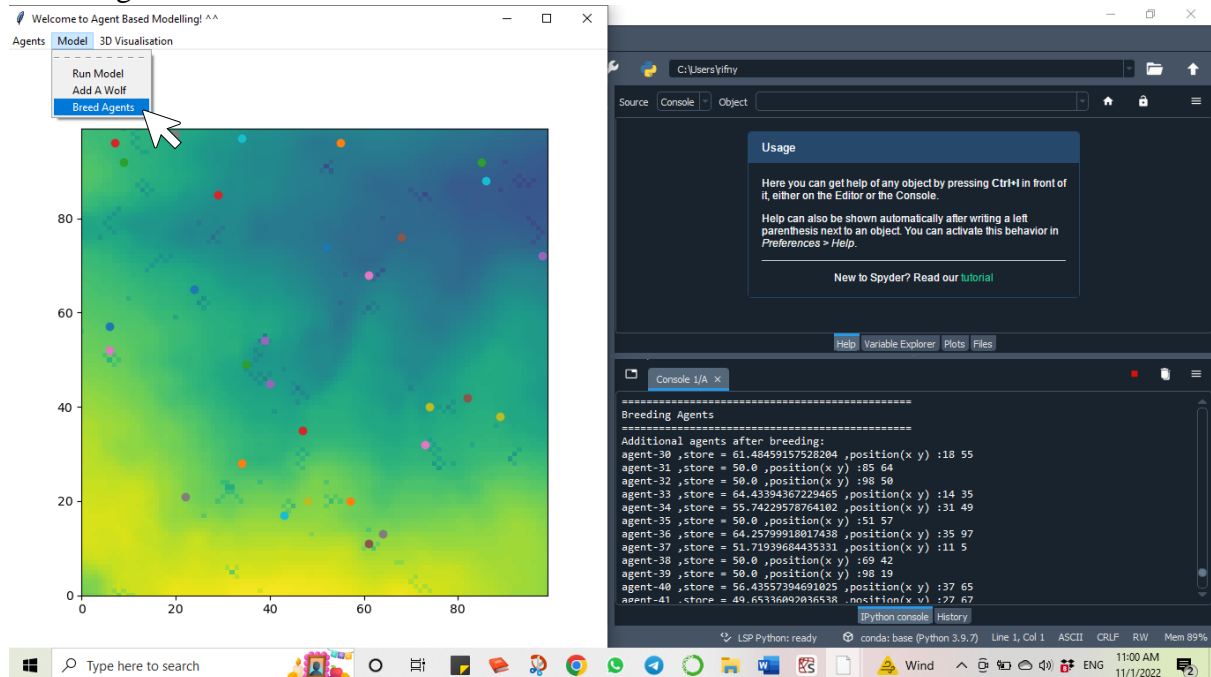 Welcome to Agent Based Modelling! ^^
Agents Model 3D Visualisation
Run Model
Add A Wolf
Breed Agents
80
60
40
20
0
0 20 40 60 80
C:\Users\rifny
Source Console Object
Usage
Here you can get help of any object by pressing Ctrl+I in front of
it, either on the Editor or the Console.
Help can also be shown automatically after writing a left
parenthesis next to an object. You can activate this behavior in
Preferences > Help.
New to Spyder? Read our tutorial
Help Variable Explorer Plots Files
Console 1/A
================================================
Breeding Agents
================================================
Additional agents after breeding:
agent-30 ,store = 61.48459157528204 ,position(x y) :18 55
agent-31 ,store = 50.0 ,position(x y) :85 64
agent-32 ,store = 50.0 ,position(x y) :98 50
agent-33 ,store = 64.43394367229465 ,position(x y) :14 35
agent-34 ,store = 55.74229578764102 ,position(x y) :31 49
agent-35 ,store = 50.0 ,position(x y) :51 57
agent-36 ,store = 64.25799918017438 ,position(x y) :35 97
agent-37 ,store = 51.71939684435331 ,position(x y) :11 5
agent-38 ,store = 50.0 ,position(x y) :69 42
agent-39 ,store = 50.0 ,position(x y) :98 19
agent-40 ,store = 56.43557394691025 ,position(x y) :37 65
agent-41 ,store = 49.65336092036538 ,position(x y) :27 67
IPython console History
LSP Python: ready conda: base (Python 3.9.7) Line 1, Col 1 ASCII CRLF RW Mem 89%
Type here to search
Wind
ENG
11:00 AM
11/1/2022
2